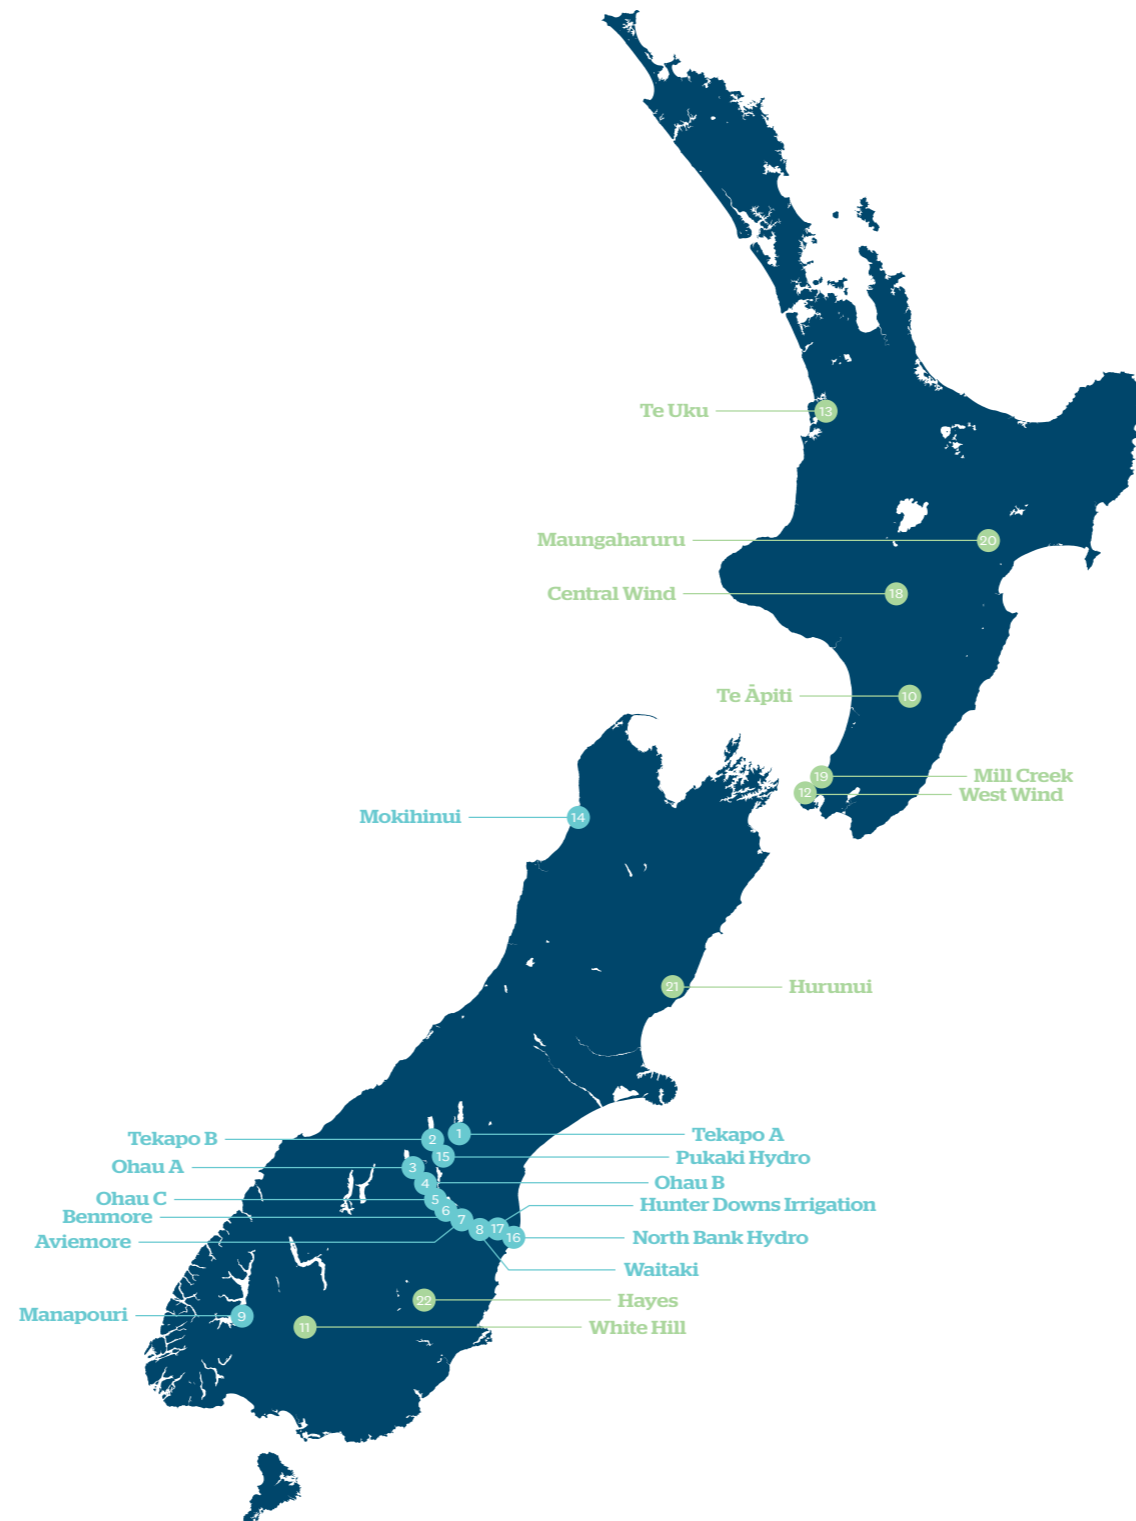 Te Uku
13
Maungaharuru
20
Central Wind
18
Te Āpiti
10
19
Mill Creek
12
West Wind
Mokihinui
14
21
Hurunui
Tekapo B
2
1
Tekapo A
15
Pukaki Hydro
Ohau A
3
4
Ohau B
Ohau C
5
Hunter Downs Irrigation
Benmore
6
7
8
17
16
North Bank Hydro
Aviemore
Waitaki
22
Hayes
Manapouri
9
11
White Hill